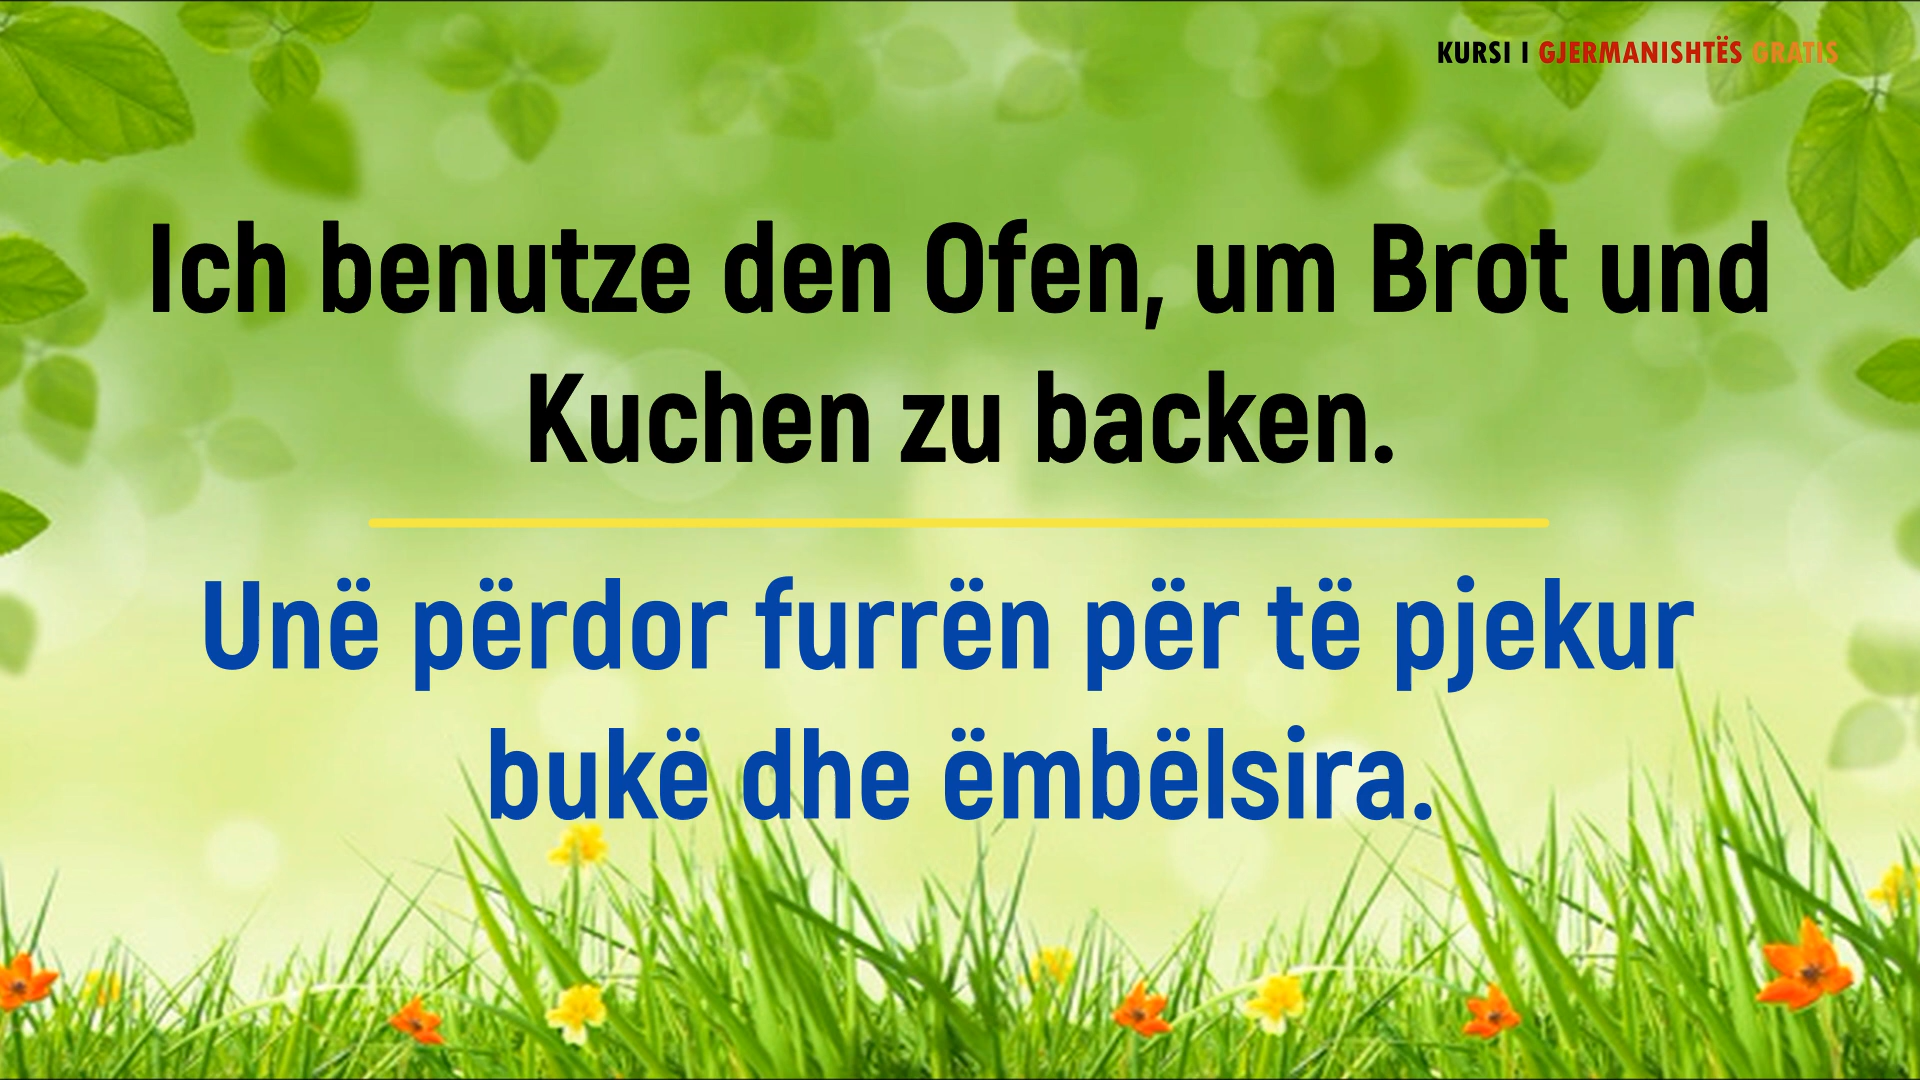 KURSI I GJERMANISHTËS GRATIS
Ich benutze den Ofen, um Brot und
Kuchen zu backen.
Unë përdor furrën për të pjekur
bukë dhe ëmbëlsira.